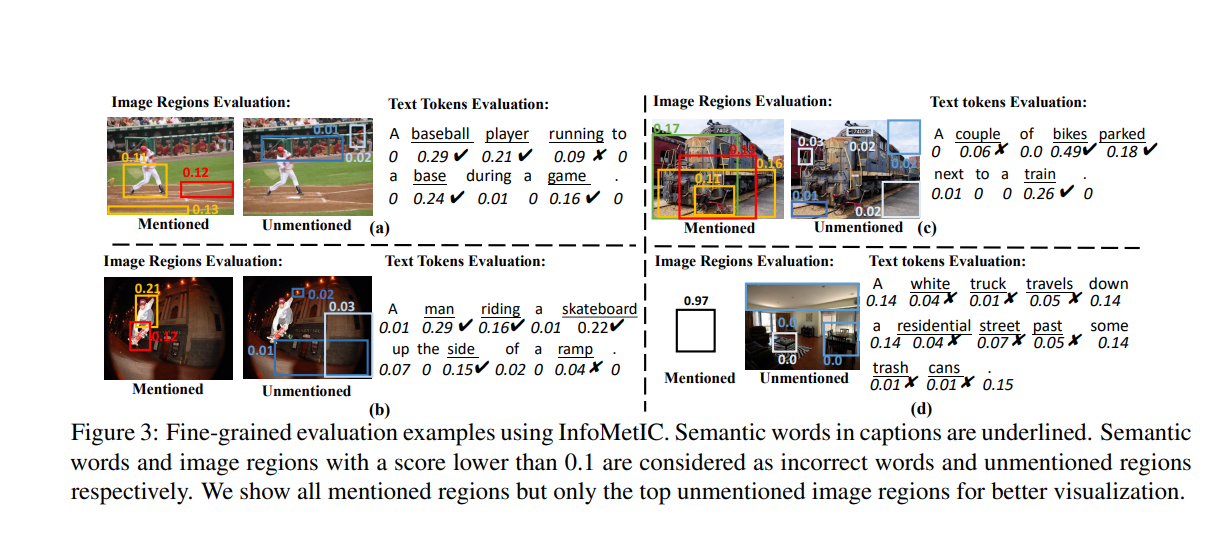 Image Regions Evaluation:
Text Tokens Evaluation:
0.12
0.13
0.01
0.02
Mentioned
Unmentioned
A baseball player running to
0 0.29 ✔ 0.21 ✔ 0.09 ✘ 0
a base during a game .
0 0.24 ✔ 0.01 0 0.16 ✔ 0
(a)
Image Regions Evaluation:
Text tokens Evaluation:
0.17
0.16
0.11
0.02
0.01
0.02
Mentioned
Unmentioned
A couple of bikes parked
0 0.06 ✘ 0.0 0.49 ✔ 0.18 ✔
next to a train .
0.01 0 0 0.26 ✔ 0
(c)
Image Regions Evaluation:
Text Tokens Evaluation:
0.21
0.02
0.03
0.01
Mentioned
Unmentioned
A man riding a skateboard
0.01 0.29 ✔ 0.16 ✔ 0.01 0.22 ✔
up the side of a ramp .
0.07 0 0.15 ✔ 0.02 0 0.04 ✘ 0
(b)
Image Regions Evaluation:
Text tokens Evaluation:
0.97
0.0
0.0
0.0
Mentioned
Unmentioned
A white truck travels down
0.14 0.04 ✘ 0.01 ✘ 0.05 ✘ 0.14
a residential street past some
0.14 0.04 ✘ 0.07 ✘ 0.05 ✘ 0.14
trash cans .
0.01 ✘ 0.01 ✘ 0.15
(d)
Figure 3: Fine-grained evaluation examples using InfoMetIC. Semantic words in captions are underlined. Semantic
words and image regions with a score lower than 0.1 are considered as incorrect words and unmentioned regions
respectively. We show all mentioned regions but only the top unmentioned image regions for better visualization.